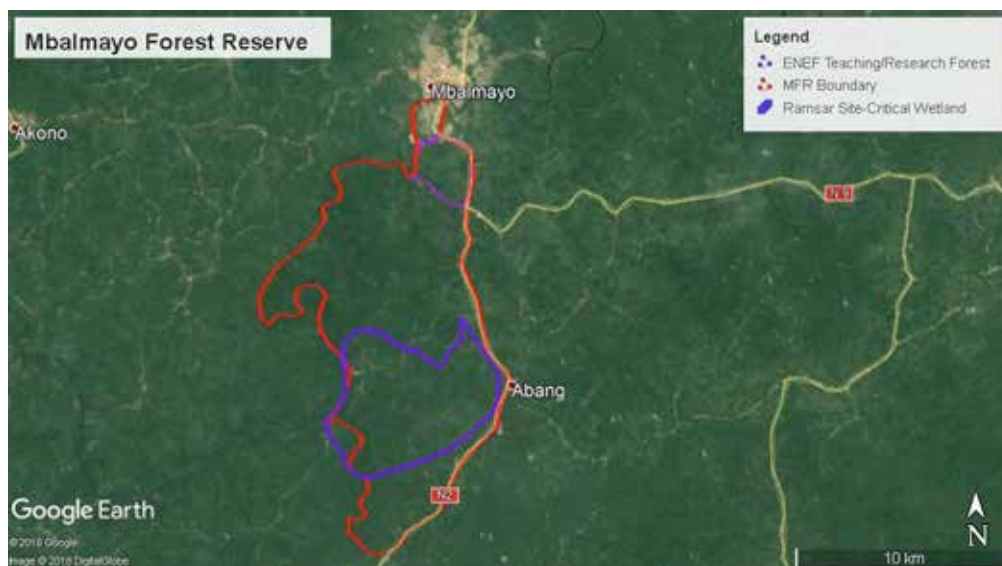 Mbalmayo Forest Reserve
Legend
ENEF Teaching/Research Forest
MFR Boundary
Ramsar Site-Critical Wetland
Mbalmayo
Akono
Abang
N2
Google Earth
© 2018 Google
Image © 2018 DigitalGlobe
N
10 km